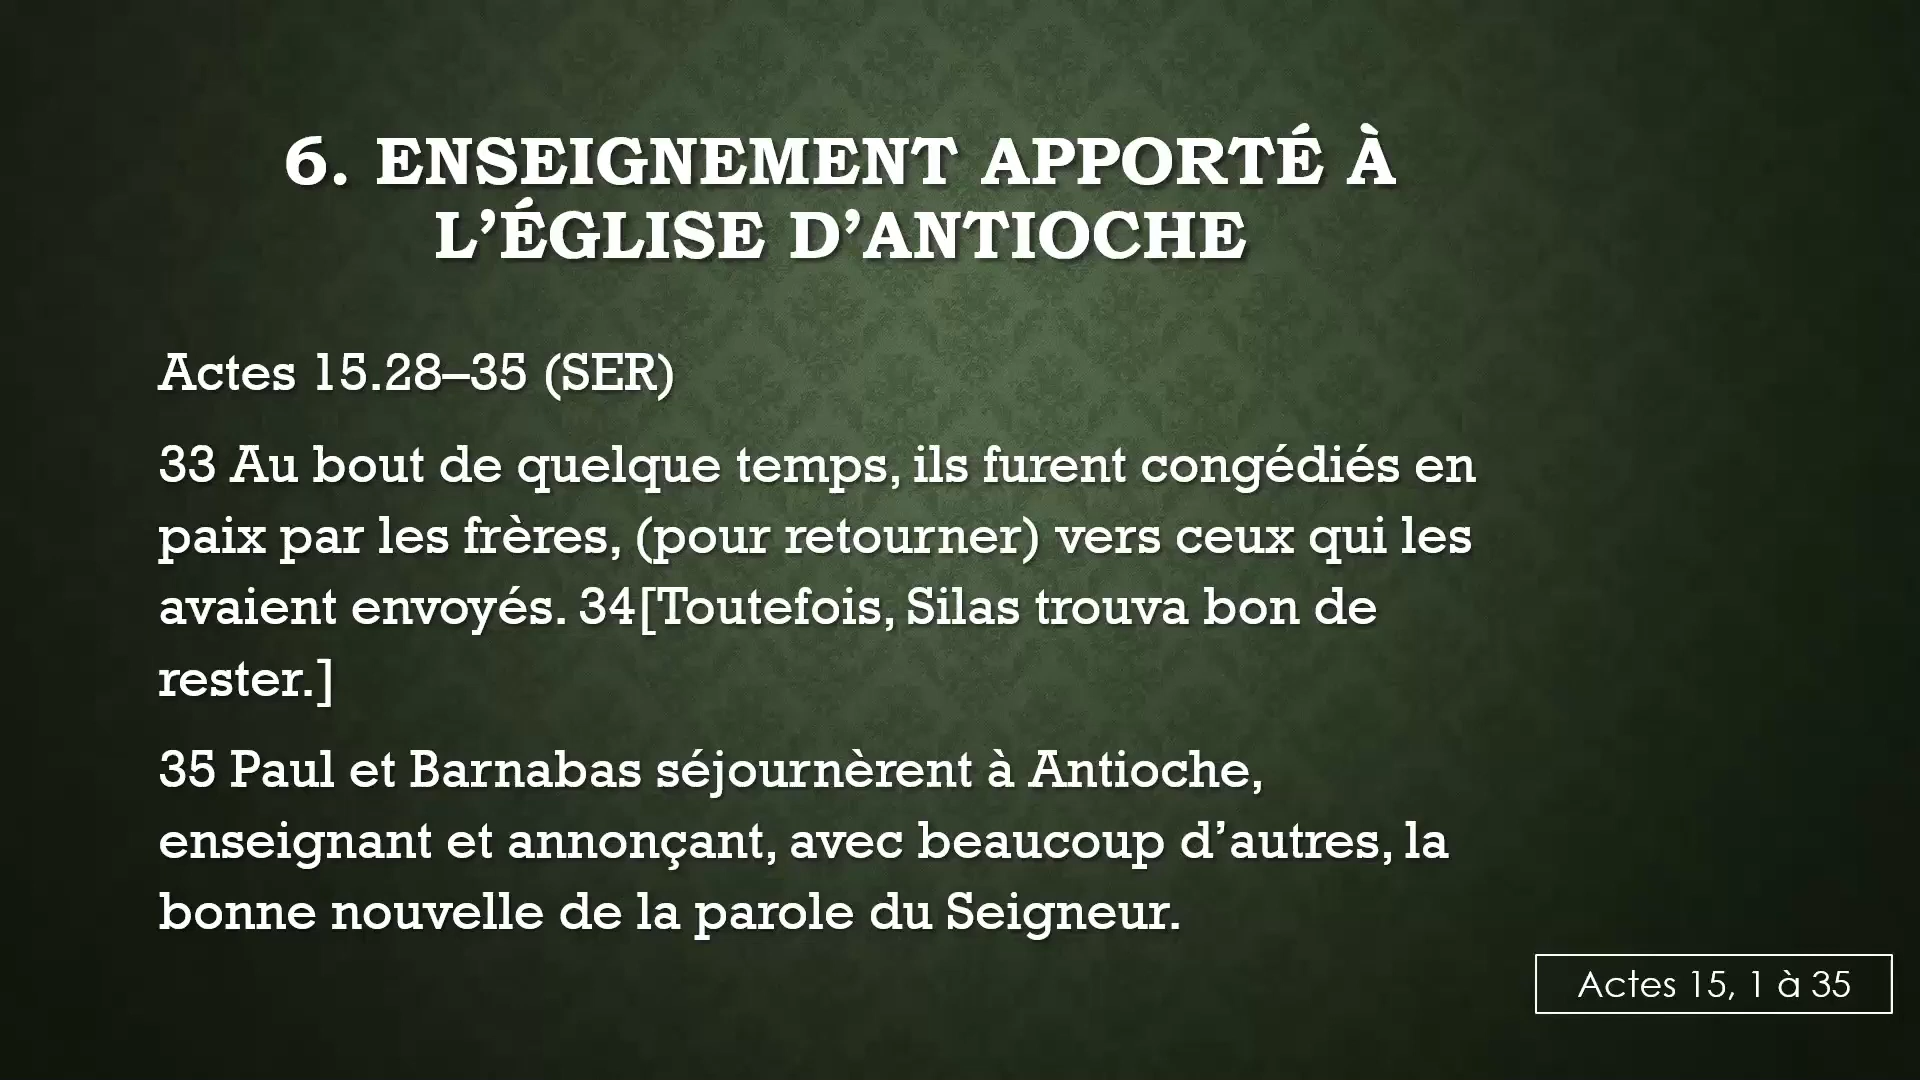 6. ENSEIGNEMENT APPORTÉ À
L’ÉGLISE D’ANTIOCHE
Actes 15.28–35 (SER)
33 Au bout de quelque temps, ils furent congédiés en
paix par les frères, (pour retourner) vers ceux qui les
avaient envoyés. 34[Toutefois, Silas trouva bon de
rester.]
35 Paul et Barnabas séjournèrent à Antioche,
enseignant et annonçant, avec beaucoup d’autres, la
bonne nouvelle de la parole du Seigneur.
Actes 15, 1 à 35